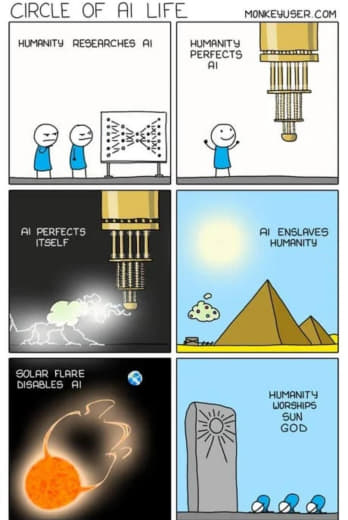 CIRCLE OF AI LIFE
MONKEYUSER.COM
HUMANITY RESEARCHES AI
HUMANITY
PERFECTS
AI
AI PERFECTS
ITSELF
AI ENSLAVES
HUMANITY
SOLAR FLARE
DISABLES AI
HUMANITY
WORSHIPS
SUN
GOD